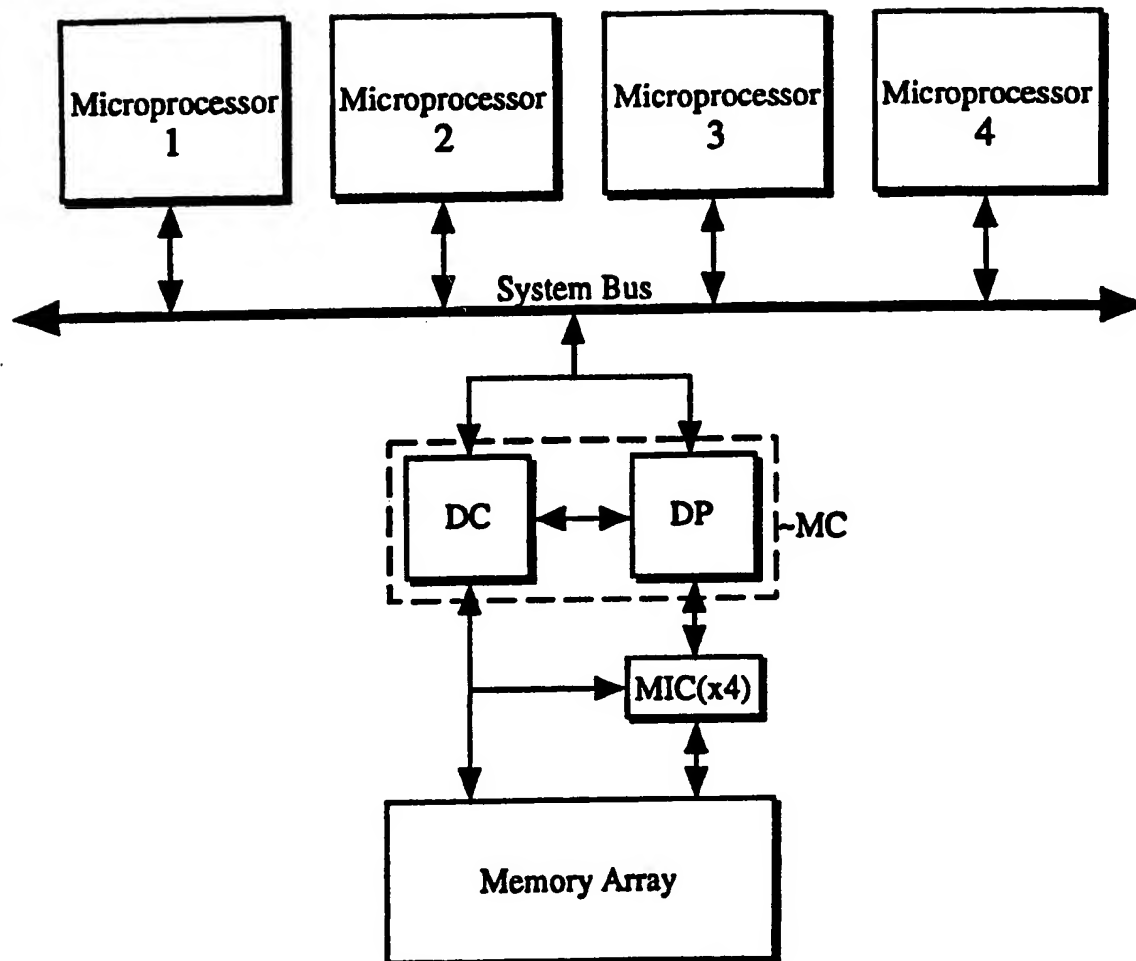 Microprocessor
1
Microprocessor
2
Microprocessor
3
Microprocessor
4
System Bus
DC
DP
~MC
MIC(x4)
Memory Array